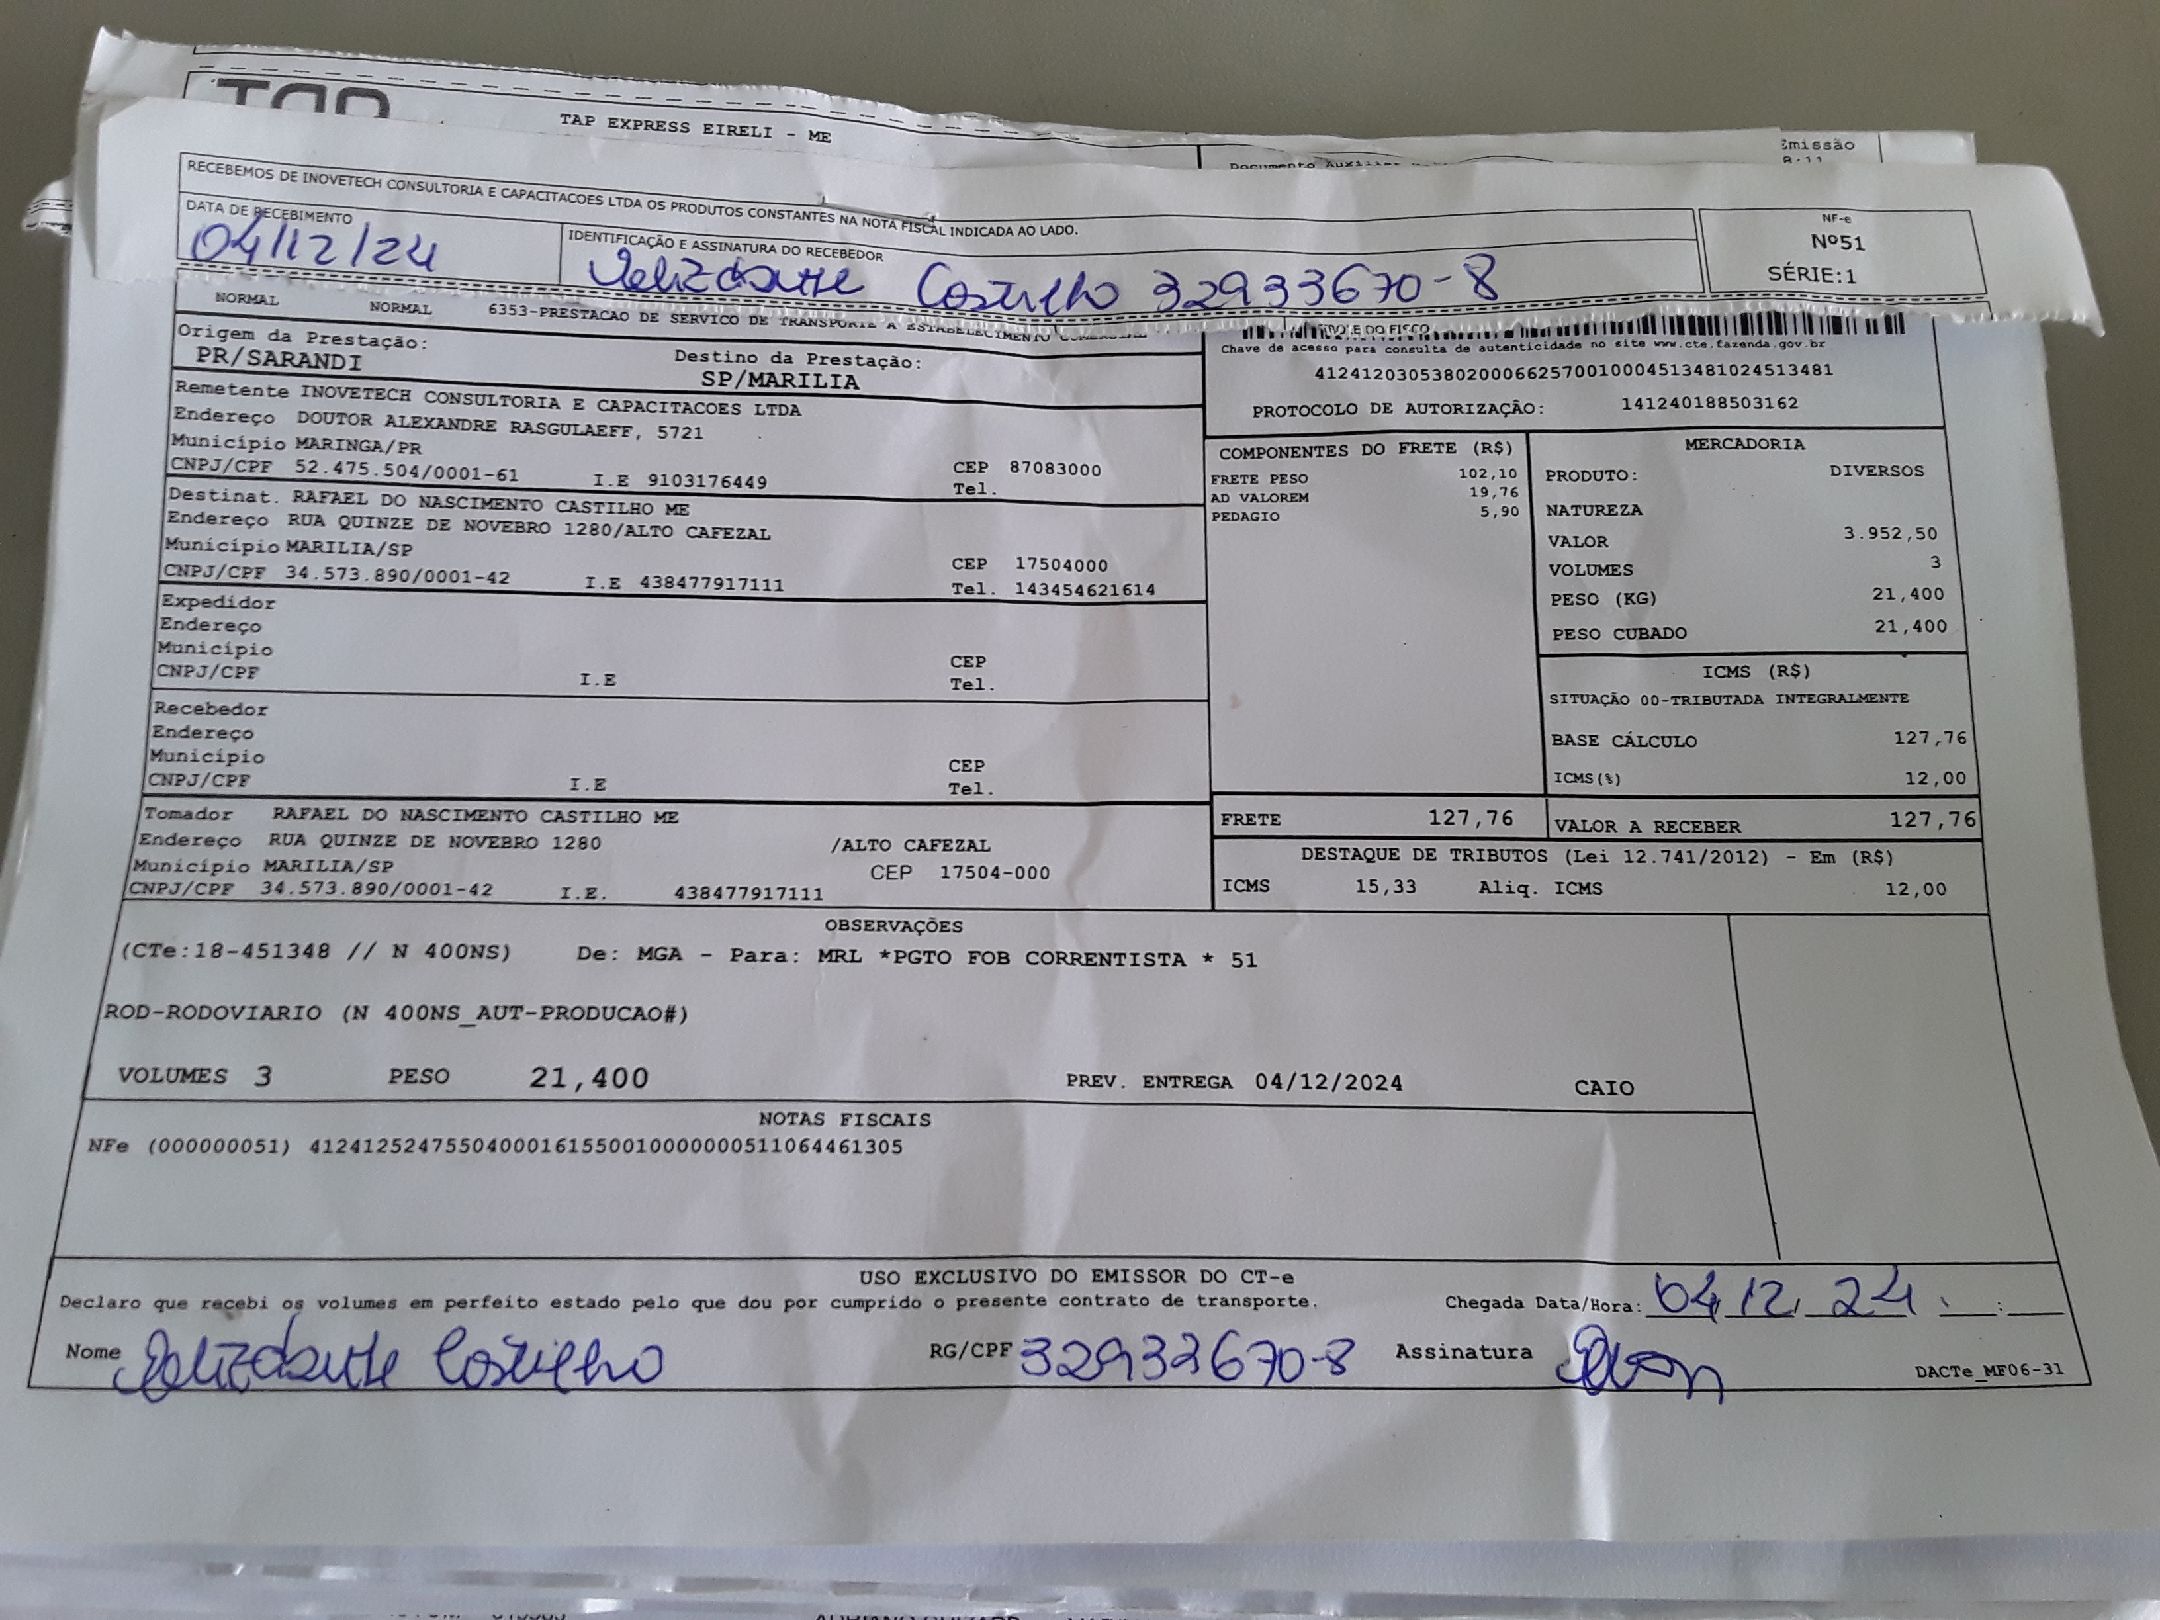 TAP
TAP EXPRESS EIRELI - ME
Emissão
RECEBEMOS DE INOVETECH CONSULTORIA E CAPACITACOES LTDA OS PRODUTOS CONSTANTES NA NOTA FISCAL INDICADA AO LADO.
DATA DE RECEBIMENTO
04/12/24
IDENTIFICAÇÃO E ASSINATURA DO RECEBEDOR
Costilho 32933670-8
NF-e
Nº51
SÉRIE:1
NORMAL NORMAL 6353-PRESTACAO DE SERVICO DE TRANSPORTE A ESTABELECIMENTO COMERCIAL
Origem da Prestação:
PR/SARANDI
Destino da Prestação:
SP/MARILIA
Chave de acesso para consulta de autenticidade no site www.cte.fazenda.gov.br
41241203053802000662570010004513481024513481
PROTOCOLO DE AUTORIZAÇÃO: 141240188503162
Remetente INOVETECH CONSULTORIA E CAPACITACOES LTDA
Endereço DOUTOR ALEXANDRE RASGULAEFF, 5721
Município MARINGA/PR CEP 87083000
CNPJ/CPF 52.475.504/0001-61 I.E 9103176449 Tel.
Destinat. RAFAEL DO NASCIMENTO CASTILHO ME
Endereço RUA QUINZE DE NOVEBRO 1280/ALTO CAFEZAL
Município MARILIA/SP CEP 17504000
CNPJ/CPF 34.573.890/0001-42 I.E 438477917111 Tel. 143454621614
Expedidor
Endereço
Município CEP
CNPJ/CPF I.E Tel.
Recebedor
Endereço
Município CEP
CNPJ/CPF I.E Tel.
Tomador RAFAEL DO NASCIMENTO CASTILHO ME
Endereço RUA QUINZE DE NOVEBRO 1280 /ALTO CAFEZAL
Município MARILIA/SP CEP 17504-000
CNPJ/CPF 34.573.890/0001-42 I.E. 438477917111
COMPONENTES DO FRETE (R$)
FRETE PESO 102,10
AD VALOREM 19,76
PEDAGIO 5,90
MERCADORIA
PRODUTO: DIVERSOS
NATUREZA
VALOR 3.952,50
VOLUMES 3
PESO (KG) 21,400
PESO CUBADO 21,400
ICMS (R$)
SITUAÇÃO 00-TRIBUTADA INTEGRALMENTE
BASE CÁLCULO 127,76
ICMS(%) 12,00
FRETE 127,76 VALOR A RECEBER 127,76
DESTAQUE DE TRIBUTOS (Lei 12.741/2012) - Em (R$)
ICMS 15,33 Aliq. ICMS 12,00
OBSERVAÇÕES
(CTe:18-451348 // N 400NS) De: MGA - Para: MRL *PGTO FOB CORRENTISTA * 51
ROD-RODOVIARIO (N 400NS_AUT-PRODUCAO#)
VOLUMES 3 PESO 21,400 PREV. ENTREGA 04/12/2024 CAIO
NOTAS FISCAIS
NFe (000000051) 41241252475504000161550010000000511064461305
USO EXCLUSIVO DO EMISSOR DO CT-e
Declaro que recebi os volumes em perfeito estado pelo que dou por cumprido o presente contrato de transporte. Chegada Data/Hora: 04/12/24 :
Nome Costilho RG/CPF 32933670-8 Assinatura
DACTe_MF06-31